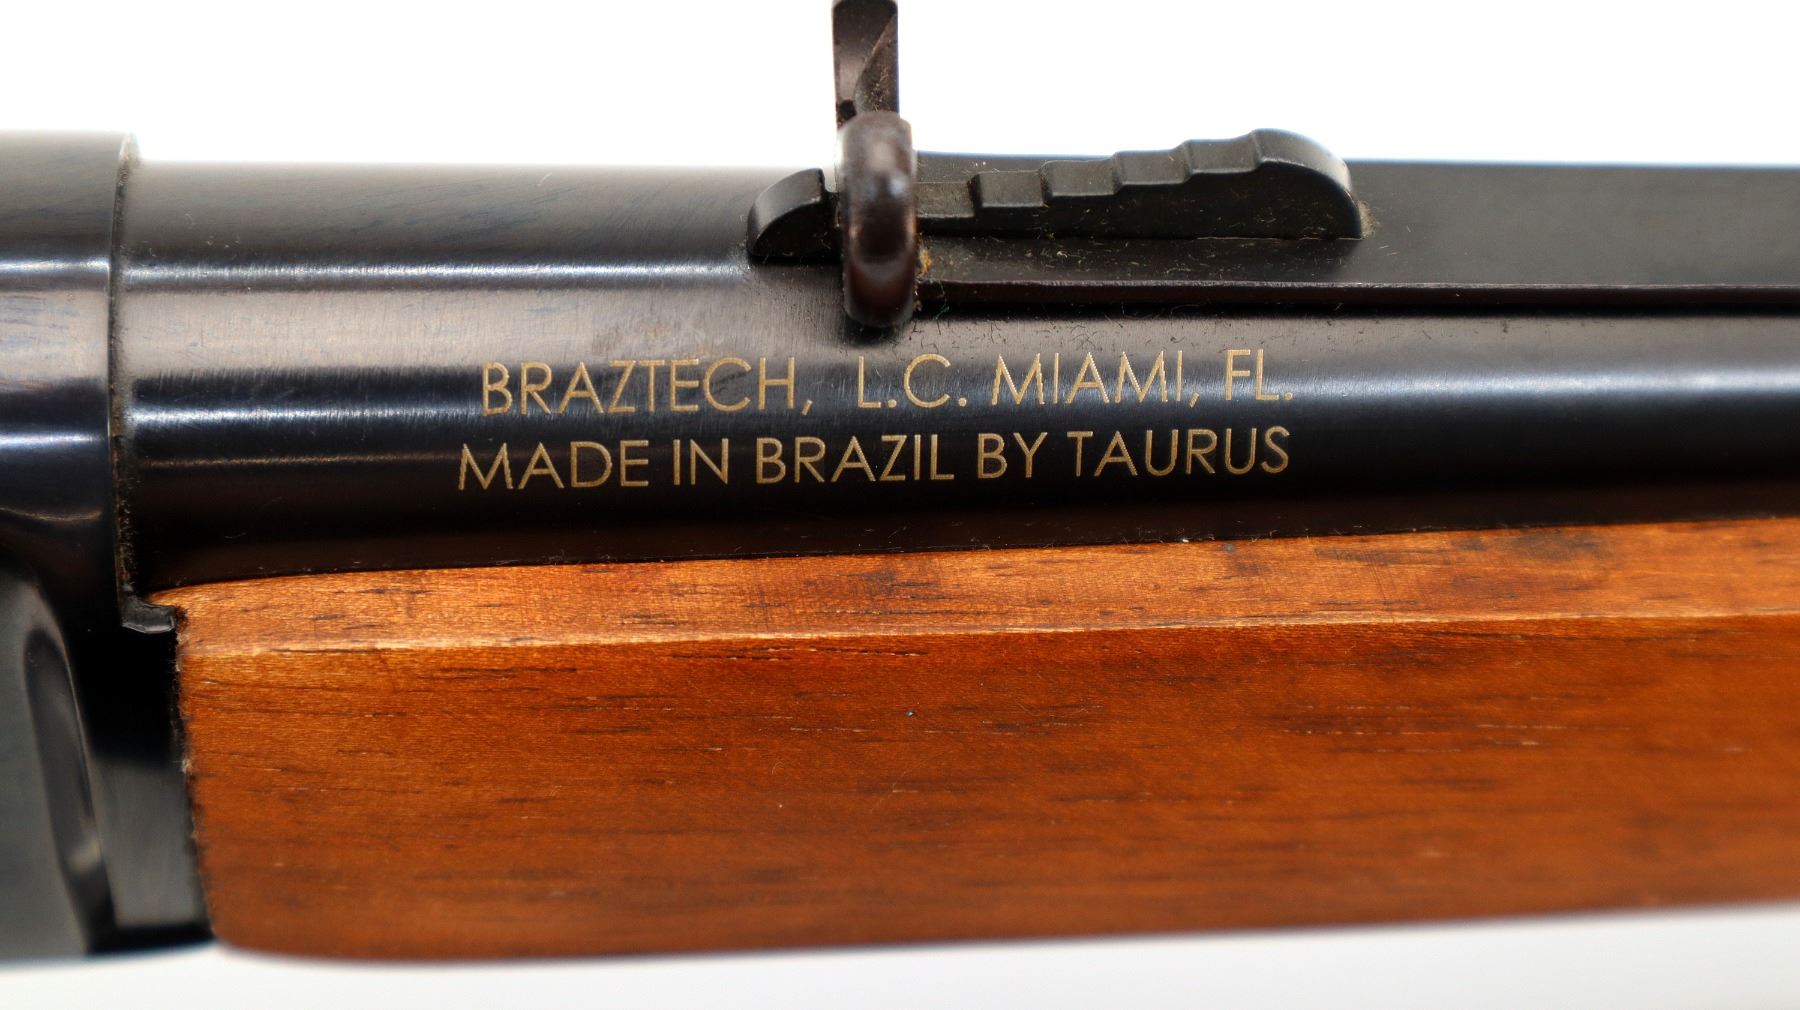 BRAZTECH, L.C. MIAMI, FL.
MADE IN BRAZIL BY TAURUS